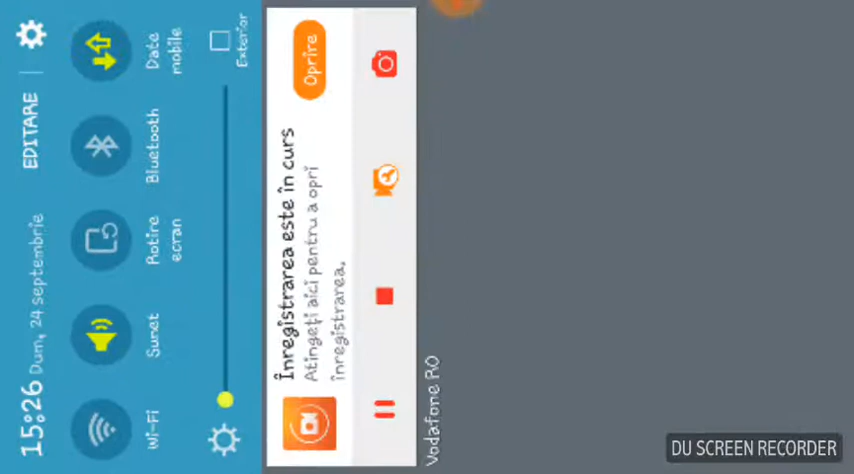 15:26 Dum, 24 septembrie
EDITARE
Wi-Fi
Sunet
Rotire
ecran
Bluetooth
Date
mobile
Exterior
Înregistrarea este în curs
Atingeți aici pentru a opri
înregistrarea.
Oprire
Vodafone RO
DU SCREEN RECORDER